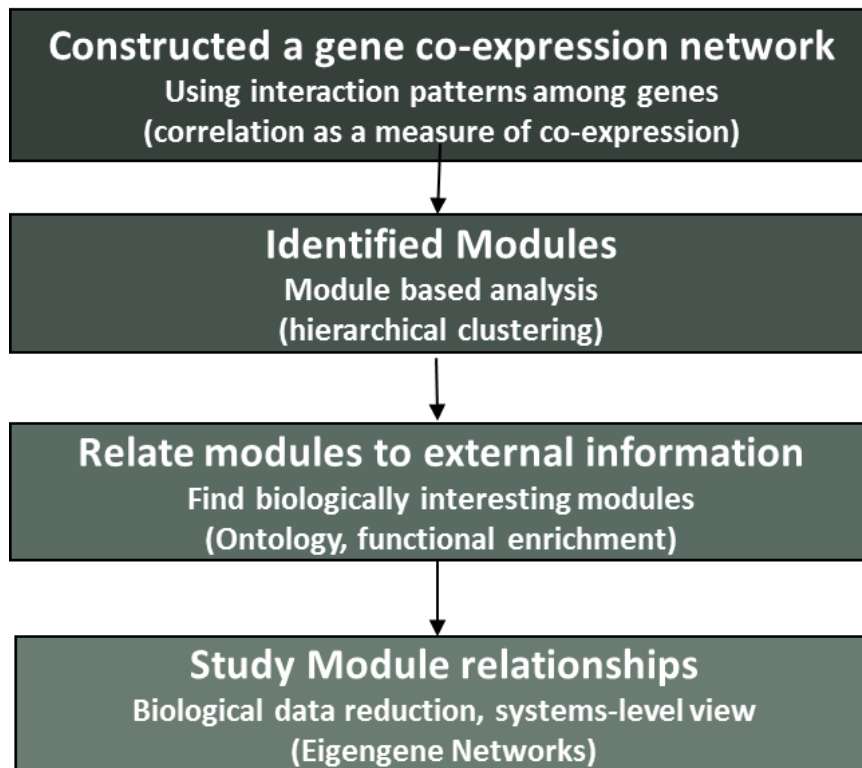 Constructed a gene co-expression network
Using interaction patterns among genes
(correlation as a measure of co-expression)
Identified Modules
Module based analysis
(hierarchical clustering)
Relate modules to external information
Find biologically interesting modules
(Ontology, functional enrichment)
Study Module relationships
Biological data reduction, systems-level view
(Eigengene Networks)